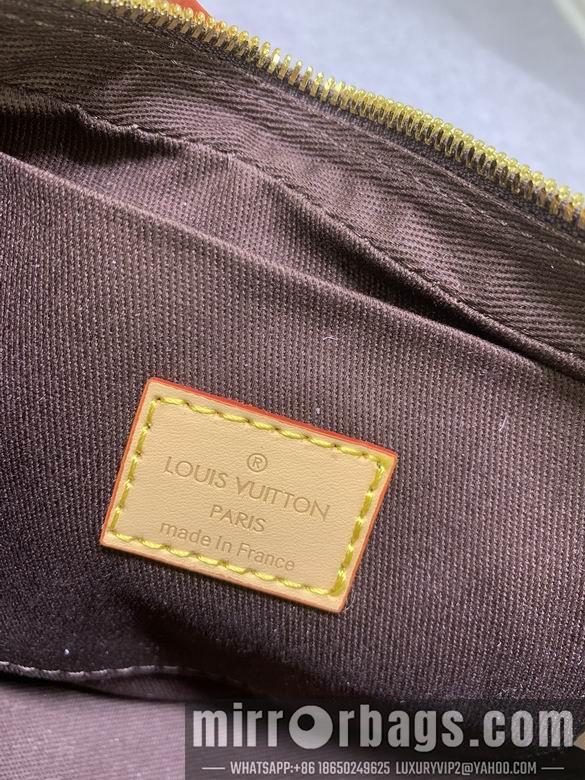 ®
LOUIS VUITTON
PARIS
made In France
mirrorbags.com
WHATSAPP:+86 18650249625 LUXURYVIP2@YAHOO.COM